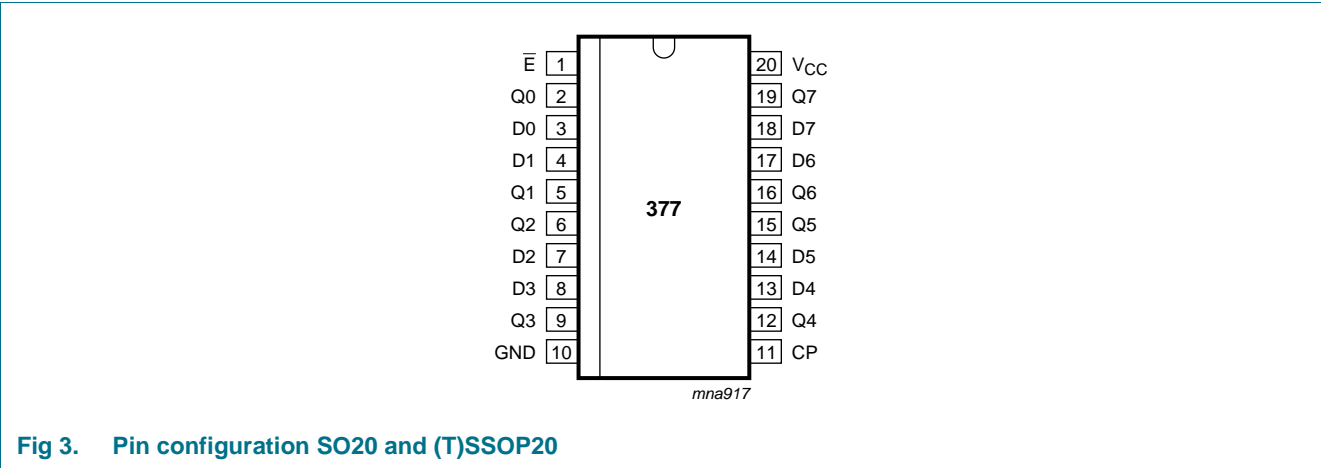 E̅ 1 20 VCC
Q0 2 19 Q7
D0 3 18 D7
D1 4 17 D6
Q1 5 16 Q6
377
Q2 6 15 Q5
D2 7 14 D5
D3 8 13 D4
Q3 9 12 Q4
GND 10 11 CP
mna917
Fig 3. Pin configuration SO20 and (T)SSOP20